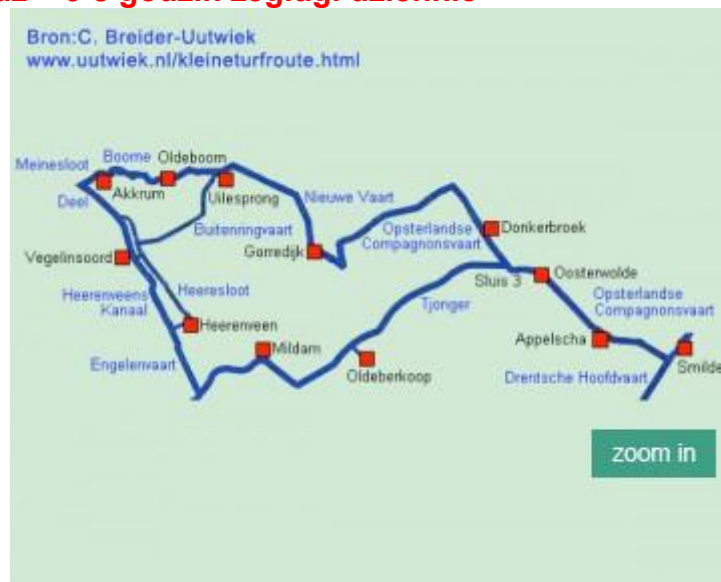 Bron:C. Breider-Uutwiek
www.uutwiek.nl/kleineturfroute.html
Meinesloot
Boorne
Oldeboorn
Deel
Akkrum
Uilesprong
Nieuwe Vaart
Buitenringvaart
Opsterlandse
Compagnonsvaart
Donkerbroek
Vegelinsoord
Gorredijk
Sluis 3
Oosterwolde
Heerenveens
Kanaal
Heeresloot
Tjonger
Opsterlandse
Compagnonsvaart
Heerenveen
Appelscha
Engelenvaart
Mildam
Oldeberkoop
Drentsche Hoofdvaart
Smilde
zoom in